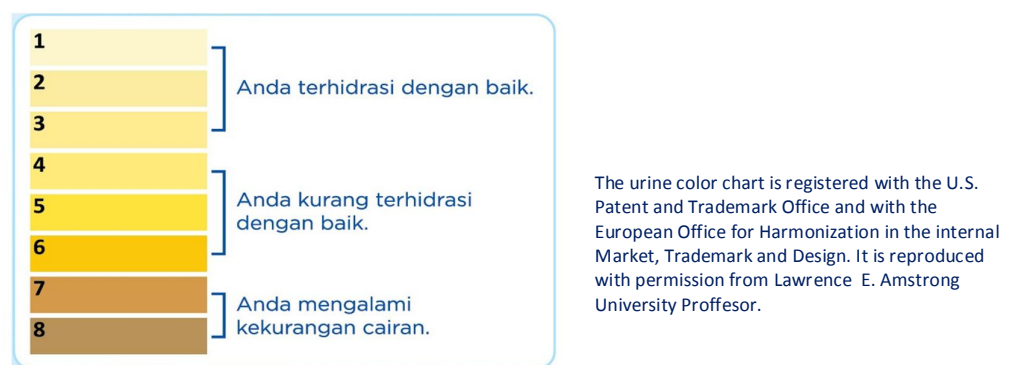 1
2
3
Anda terhidrasi dengan baik.
4
5
6
Anda kurang terhidrasi
dengan baik.
7
8
Anda mengalami
kekurangan cairan.
The urine color chart is registered with the U.S.
Patent and Trademark Office and with the
European Office for Harmonization in the internal
Market, Trademark and Design. It is reproduced
with permission from Lawrence E. Amstrong
University Proffesor.